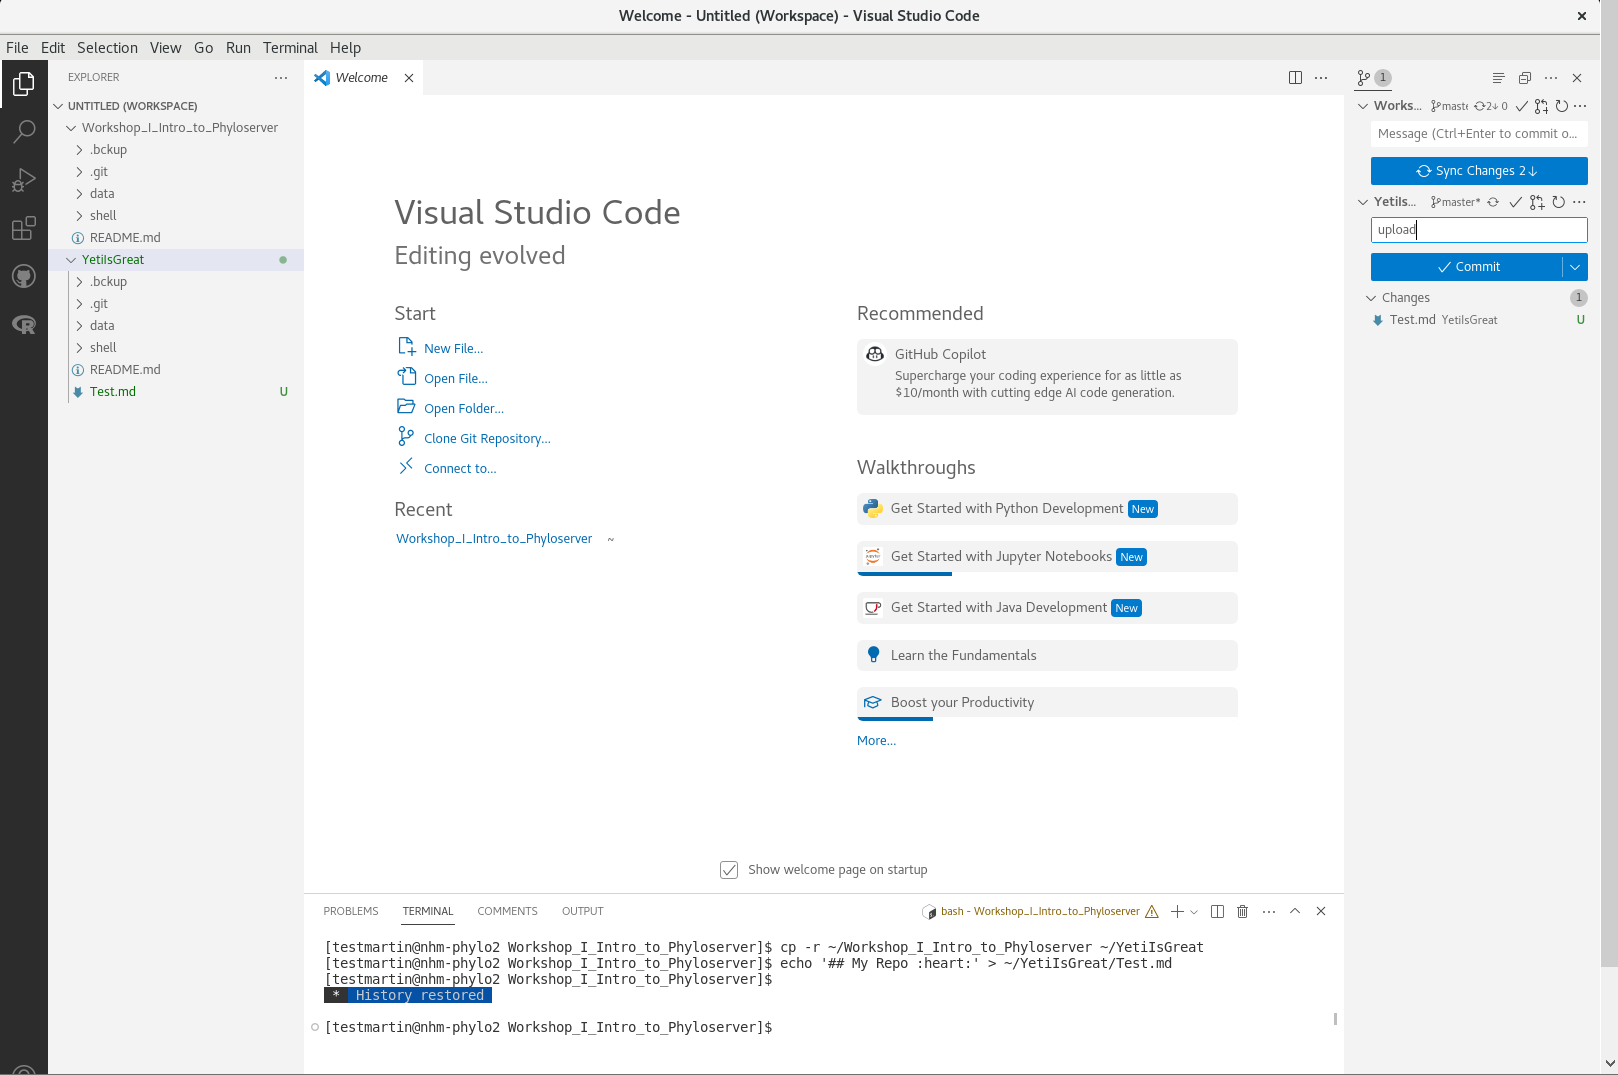 Welcome - Untitled (Workspace) - Visual Studio Code
File Edit Selection View Go Run Terminal Help
EXPLORER
UNTITLED (WORKSPACE)
Workshop_I_Intro_to_Phyloserver
.bckup
.git
data
shell
README.md
YetiIsGreat
.bckup
.git
data
shell
README.md
Test.md U
Welcome
Visual Studio Code
Editing evolved
Start
New File...
Open File...
Open Folder...
Clone Git Repository...
Connect to...
Recent
Workshop_I_Intro_to_Phyloserver ~
Recommended
GitHub Copilot
Supercharge your coding experience for as little as
$10/month with cutting edge AI code generation.
Walkthroughs
Get Started with Python Development New
Get Started with Jupyter Notebooks New
Get Started with Java Development New
Learn the Fundamentals
Boost your Productivity
More...
Show welcome page on startup
1
Works... maste 2↓ 0
Message (Ctrl+Enter to commit o...
Sync Changes 2↓
YetiIs... master*
upload
Commit
Changes 1
Test.md YetiIsGreat U
PROBLEMS TERMINAL COMMENTS OUTPUT
bash - Workshop_I_Intro_to_Phyloserver
[testmartin@nhm-phylo2 Workshop_I_Intro_to_Phyloserver]$ cp -r ~/Workshop_I_Intro_to_Phyloserver ~/YetiIsGreat
[testmartin@nhm-phylo2 Workshop_I_Intro_to_Phyloserver]$ echo '## My Repo :heart:' > ~/YetiIsGreat/Test.md
[testmartin@nhm-phylo2 Workshop_I_Intro_to_Phyloserver]$
* History restored
[testmartin@nhm-phylo2 Workshop_I_Intro_to_Phyloserver]$